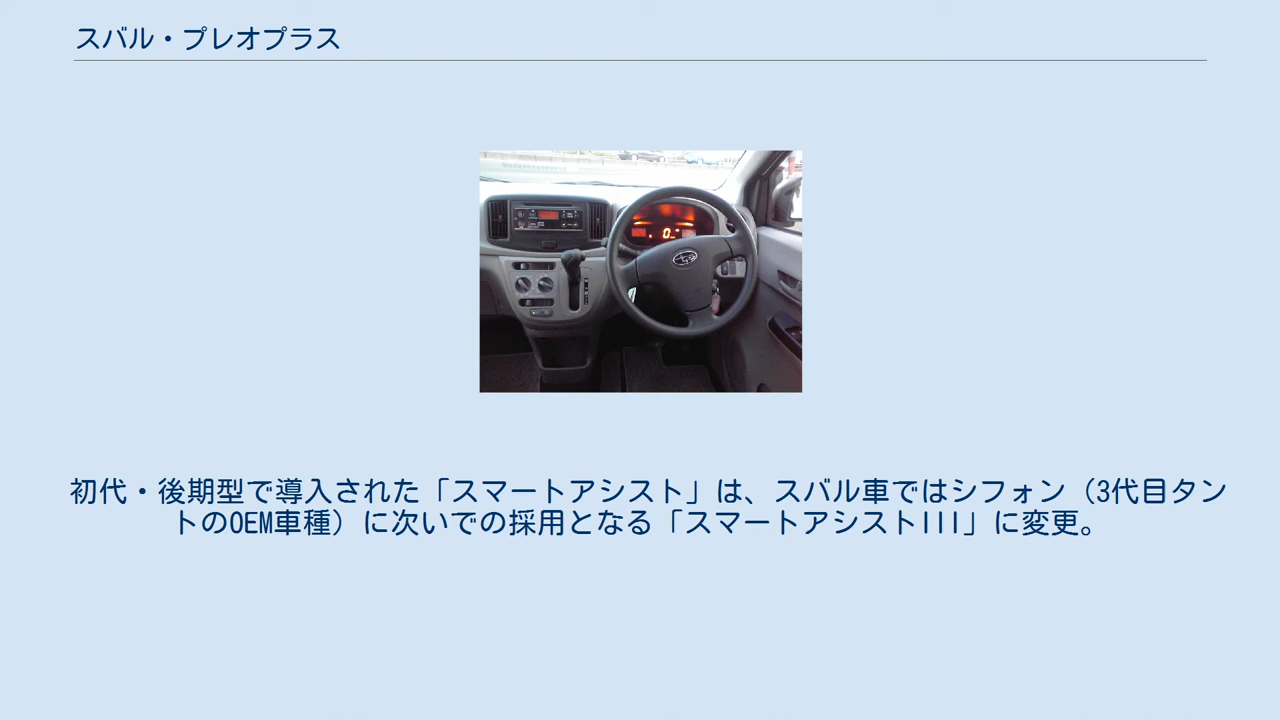 スバル・プレオプラス
0
初代・後期型で導入された「スマートアシスト」は、スバル車ではシフォン（3代目タン
トのOEM車種）に次いでの採用となる「スマートアシストIII」に変更。